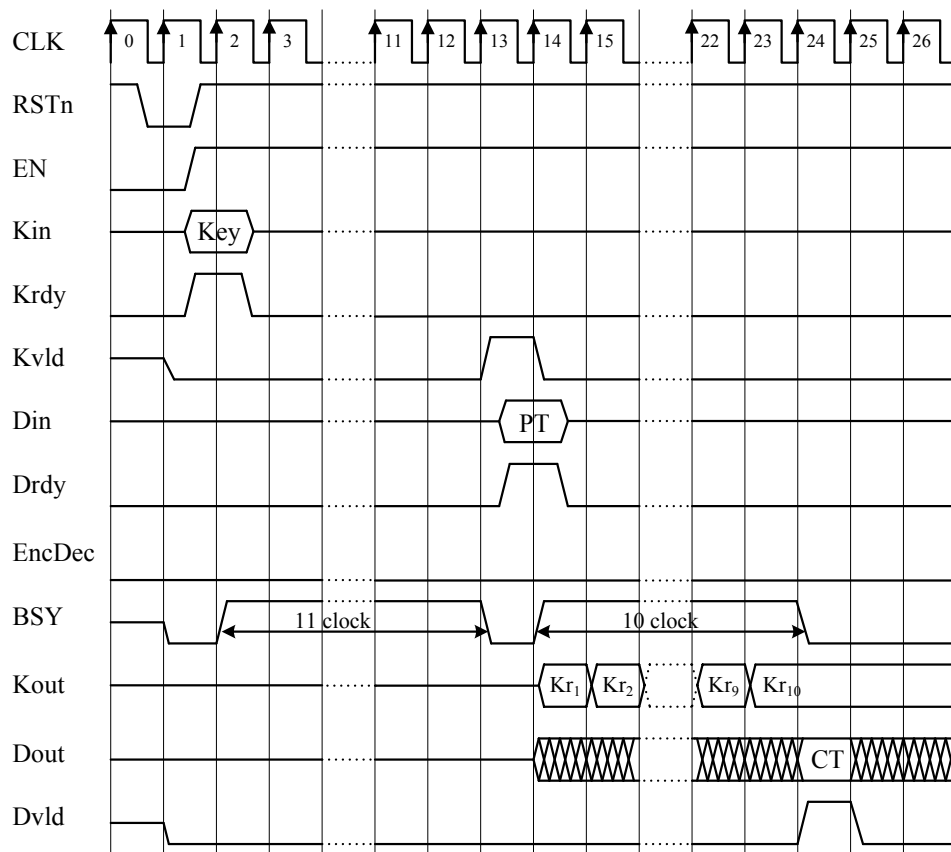 CLK 0 1 2 3 11 12 13 14 15 22 23 24 25 26
RSTn
EN
Kin Key
Krdy
Kvld
Din PT
Drdy
EncDec
BSY 11 clock 10 clock
Kout Kr₁ Kr₂ Kr₉ Kr₁₀
Dout CT
Dvld